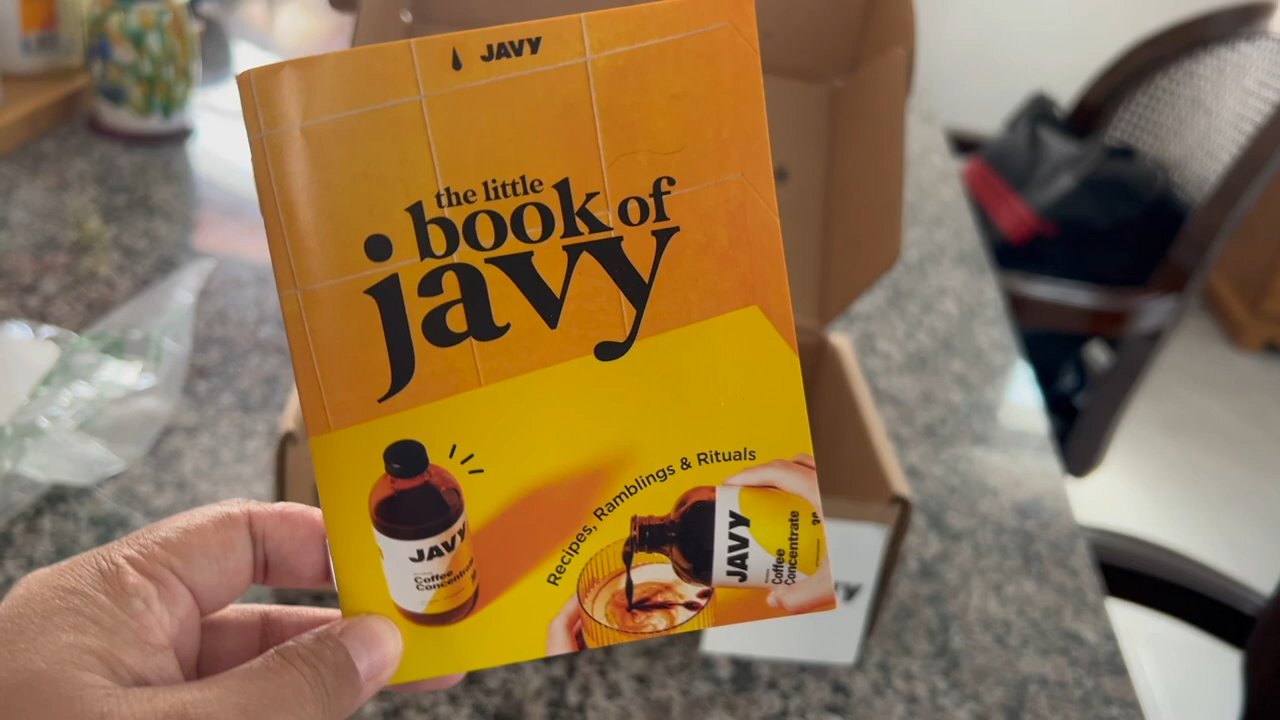 JAVY
the little
book of
javy
Recipes, Ramblings & Rituals
JAVY
Coffee
Concentrate
JAVY
Coffee
Concentrate